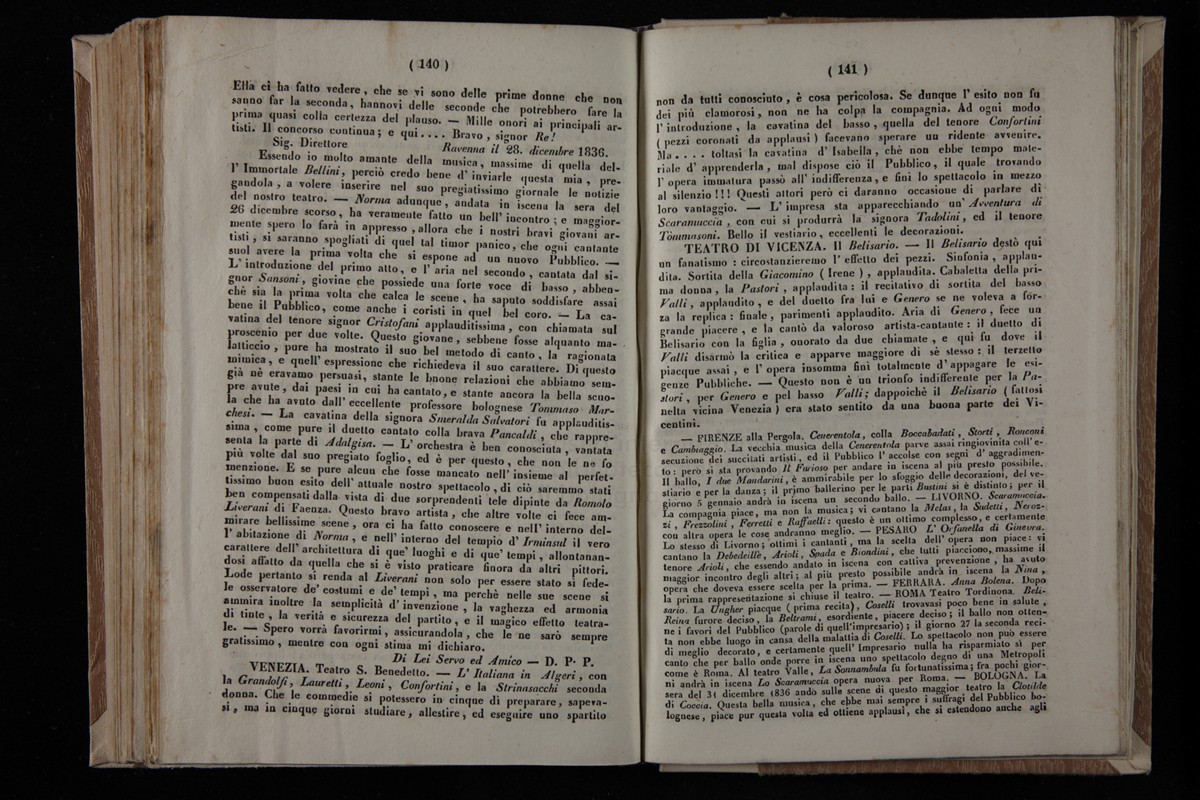 ( 140 )
Ella ci ha fatto vedere , che se vi sono delle prime donne che non
sanno far la seconda , hannovi delle seconde che potrebbero fare la
prima quasi colla certezza del plauso. — Mille onori ai principali ar-
tisti. Il concorso continua ; e qui . . . . Bravo , signor Re !
Sig. Direttore Ravenna il 28. dicembre 1836.
Essendo io molto amante della musica , massime di quella del-
l' Immortale Bellini , perciò credo bene d' inviarle questa mia , pre-
gandola , a volere inserire nel suo pregiatissimo giornale le notizie
del nostro teatro. — Norma adunque , andata in iscena la sera del
26 dicembre scorso , ha veramente fatto un bell' incontro ; e maggior-
mente spero lo farà in appresso , allora che i nostri bravi giovani ar-
tisti , si saranno spogliati di quel tal timor panico , che ogni cantante
suol avere la prima volta che si espone ad un nuovo Pubblico. —
L' introduzione del primo atto , e l' aria nel secondo , cantata dal si-
gnor Sansoni , giovine che possiede una forte voce di basso , abben-
chè sia la prima volta che calca le scene , ha saputo soddisfare assai
bene il Pubblico , come anche i coristi in quel bel coro. — La ca-
vatina del tenore signor Cristofani applauditissima , con chiamata sul
proscenio per due volte. Questo giovane , sebbene fosse alquanto ma-
latticcio , pure ha mostrato il suo bel metodo di canto , la ragionata
mimica , e quell' espressione che richiedeva il suo carattere. Di questo
già nè eravamo persuasi, stante le bnone relazioni che abbiamo sem-
pre avute , dai paesi in cui ha cantato, e stante ancora la bella scuo-
la che ha avuto dall' eccellente professore bolognese Tommaso Mar-
chesi. — La cavatina della signora Smeralda Salvatori fu applauditis-
sima , come pure il duetto cantato colla brava Pancaldi , che rappre-
senta la parte di Adalgisa. — L' orchestra è ben conosciuta , vantata
più volte dal suo pregiato foglio , ed è per questo , che non le ne fo
menzione. E se pure alcun che fosse mancato nell' insieme al perfet-
tissimo buon esito dell' attuale nostro spettacolo , di ciò saremmo stati
ben compensati dalla vista di due sorprendenti tele dipinte da Romolo
Liverani di Faenza. Questo bravo artista , che altre volte ci fece am-
mirare bellissime scene , ora ci ha fatto conoscere e nell' interno del-
l' abitazione di Norma , e nell' interno del tempio d' Irminsul il vero
carattere dell' architettura di que' luoghi e di que' tempi , allontanan-
dosi affatto da quella che si è visto praticare finora da altri pittori.
Lode pertanto si renda al Liverani non solo per essere stato si fede-
le osservatore de' costumi e de' tempi , ma perchè nelle sue scene si
ammira inoltre la semplicità d' invenzione , la vaghezza ed armonia
di tinte , la verità e sicurezza del partito , e il magico effetto teatra-
le. — Spero vorrà favorirmi , assicurandola , che le ne sarò sempre
gratissimo , mentre con ogni stima mi dichiaro.
Di Lei Servo ed Amico — D. P. P.
VENEZIA. Teatro S. Benedetto. — L' Italiana in Algeri , con
la Grandolfi , Lauretti , Leoni , Confortini , e la Strinasacchi seconda
donna. Che le commedie si potessero in cinque di preparare , sapeva-
si , ma in cinque giorni studiare , allestire , ed eseguire uno spartito
( 141 )
non da tutti conosciuto , è cosa pericolosa. Se dunque l' esito non fu
dei più clamorosi , non ne ha colpa la compagnia. Ad ogni modo
l' introduzione , la cavatina del basso , quella del tenore Confortini
( pezzi coronati da applausi ) facevano sperare un ridente avvenire.
Ma . . . . toltasi la cavatina d' Isabella , chè non ebbe tempo mate-
riale d' apprenderla , mal dispose ciò il Pubblico , il quale trovando
l' opera immatura passò all' indifferenza , e finì lo spettacolo in mezzo
al silenzio ! ! ! Questi attori però ci daranno occasione di parlare di
loro vantaggio. — L' impresa sta apparecchiando un' Avventura di
Scaramuccia , con cui si produrrà la signora Tadolini , ed il tenore
Tommasoni. Bello il vestiario , eccellenti le decorazioni.
TEATRO DI VICENZA. Il Belisario. — Il Belisario destò qui
un fanatismo : circostanzieremo l' effetto dei pezzi. Sinfonia , applau-
dita. Sortita della Giacomino ( Irene ) , applaudita. Cabaletta della pri-
ma donna , la Pastori , applaudita : il recitativo di sortita del basso
Valli , applaudito , e del duetto fra lui e Genero se ne voleva a for-
za la replica : finale , parimenti applaudito. Aria di Genero , fece un
grande piacere , e la cantò da valoroso artista-cantante : il duetto di
Belisario con la figlia , onorato da due chiamate , e qui fu dove il
Valli disarmò la critica e apparve maggiore di sè stesso : il terzetto
piacque assai , e l' opera insomma finì totalmente d' appagare le esi-
genze Pubbliche. — Questo non è un trionfo indifferente per la Pa-
stori , per Genero e pel basso Valli ; dappoichè il Belisario ( fattosi
nella vicina Venezia ) era stato sentito da una buona parte dei Vi-
centini.
— FIRENZE alla Pergola. Cenerentola , colla Boccabadati , Storti , Ronconi
e Cambiaggio. La vecchia musica della Cenerentola parve assai ringiovinita coll' e-
secuzione dei succitati artisti , ed il Pubblico l' accolse con segni d' aggradimen-
to : però si sta provando Il Furioso per andare in iscena al più presto possibile.
Il ballo , I due Mandarini , è ammirabile per lo sfoggio delle decorazioni , del ve-
stiario e per la danza ; il primo ballerino per le parti Bustini si è distinto ; per il
giorno 5 gennaio andrà in iscena un secondo ballo. — LIVORNO. Scaramuccia.
La compagnia piace , ma non la musica ; vi cantano la Melas , la Sudetti , Neroz-
zi , Frezzolini , Ferretti e Raffaelli : questo è un ottimo complesso , e certamente
con altra opera le cose andranno meglio. — PESARO L' Orfanella di Ginevra.
Lo stesso di Livorno ; ottimi i cantanti , ma la scelta dell' opera non piace : vi
cantano la Debedeille , Arioli , Spada e Biondini , che tutti piacciono , massime il
tenore Arioli , che essendo andato in iscena con cattiva prevenzione , ha avuto
maggior incontro degli altri ; al più presto possibile andrà in iscena la Nina ,
opera che doveva essere scelta per la prima. — FERRARA. Anna Bolena. Dopo
la prima rappresentazione si chiuse il teatro. — ROMA Teatro Tordinona. Beli-
sario. La Ungher piacque ( prima recita ) , Coselli trovavasi poco bene in salute ,
Reina furore deciso , la Beltrami , esordiente , piacere deciso ; il ballo non otten-
ne i favori del Pubblico (parole di quell'impresario) ; il giorno 27 la seconda reci-
ta non ebbe luogo in causa della malattia di Coselli. Lo spettacolo non può essere
di meglio decorato , e certamente quell' Impresario nulla ha risparmiato sì per
canto che per ballo onde porre in iscena uno spettacolo degno di una Metropoli
come è Roma. Al teatro Valle , La Sonnambula fu fortunatissima ; fra pochi gior-
ni andrà in iscena Lo Scaramuccia opera nuova per Roma. — BOLOGNA. La
sera del 31 dicembre 1836 andò sulle scene di questo maggior teatro la Clotilde
di Coccia. Questa bella musica , che ebbe mai sempre i suffragi del Pubblico bo-
lognese , piace pur questa volta ed ottiene applausi , che si estendono anche agli